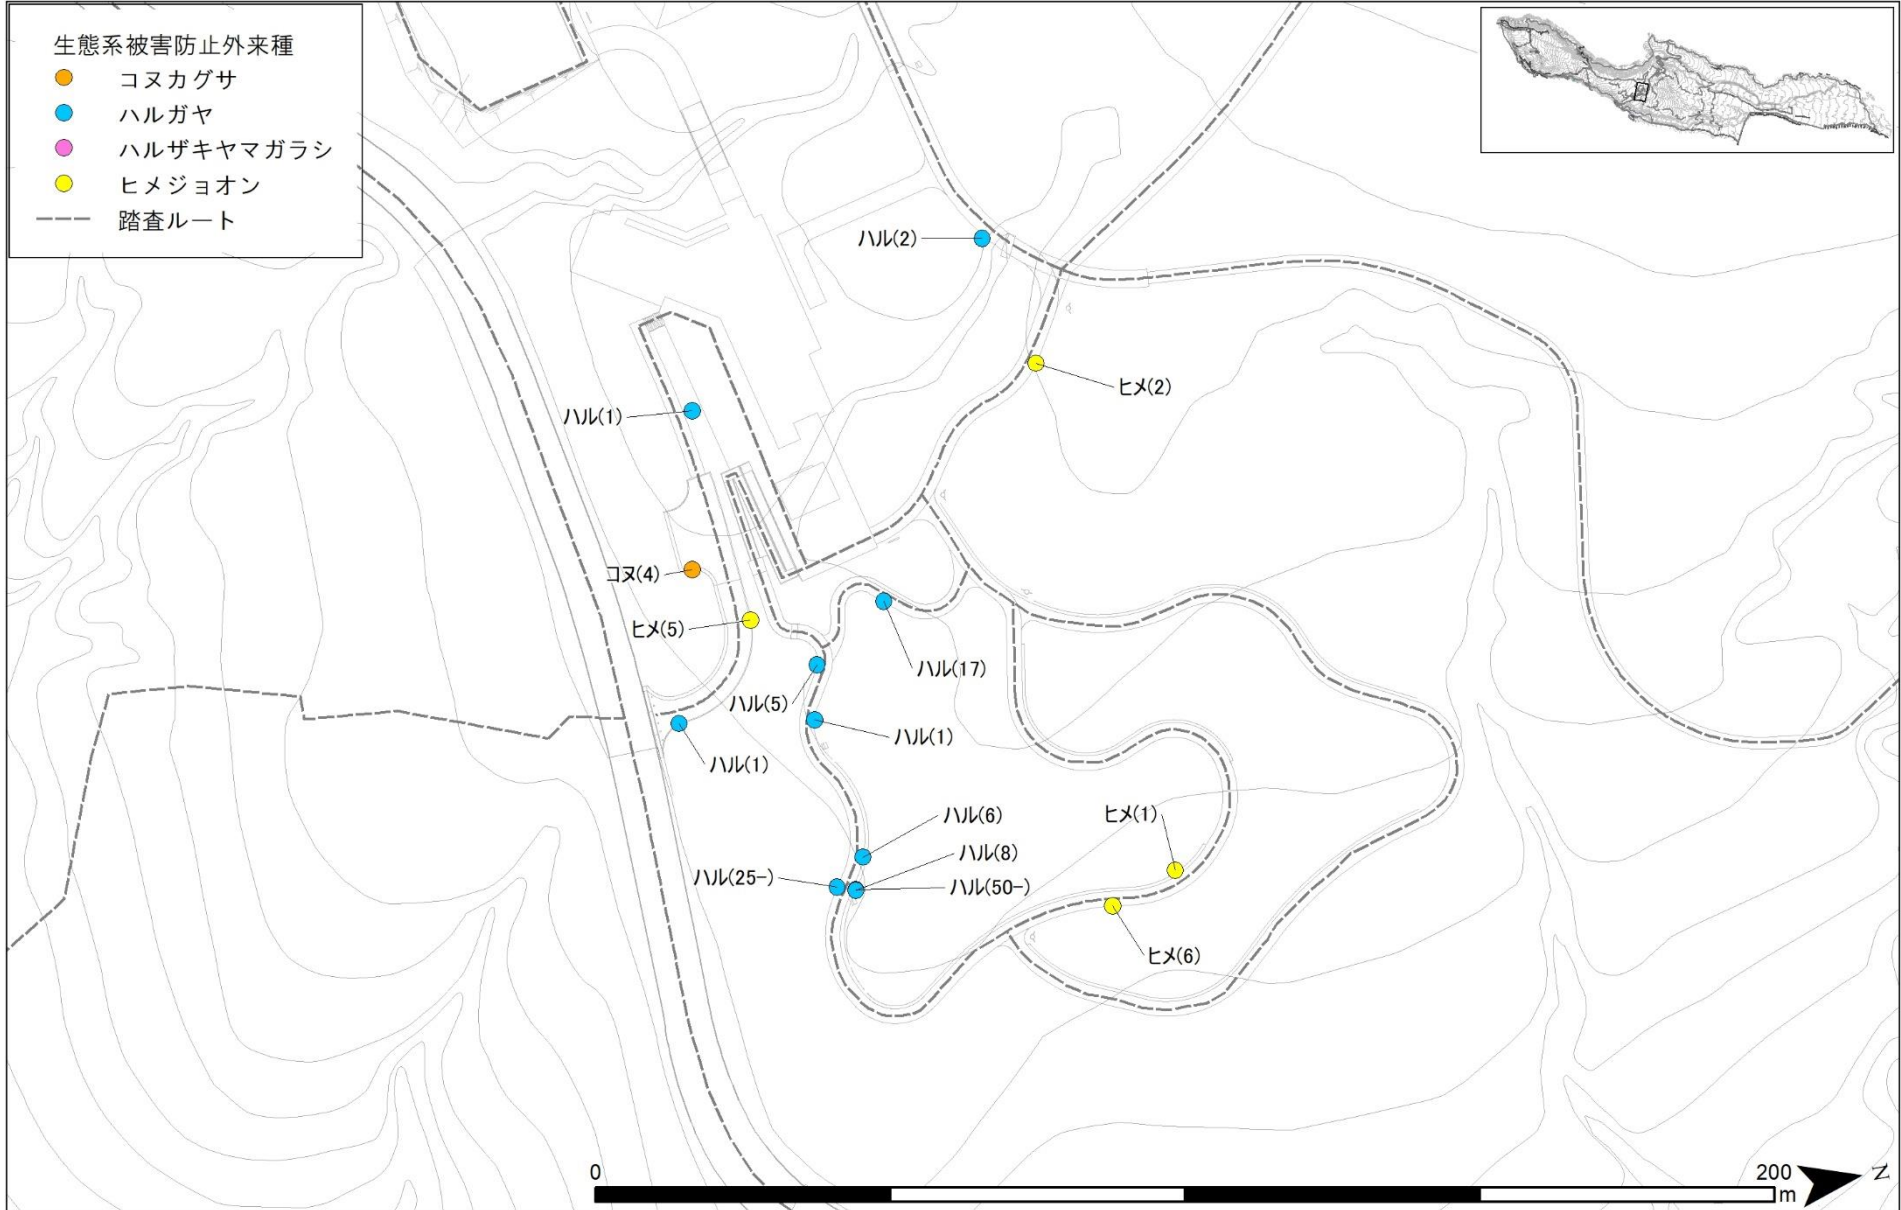 生態系被害防止外来種
コヌカグサ
ハルガヤ
ハルザキヤマガラシ
ヒメジョオン
踏査ルート
ハル(2)
ヒメ(2)
ハル(1)
コヌ(4)
ヒメ(5)
ハル(17)
ハル(5)
ハル(1)
ハル(1)
ハル(6)
ヒメ(1)
ハル(8)
ハル(25-)
ハル(50-)
ヒメ(6)
0
200
m
N